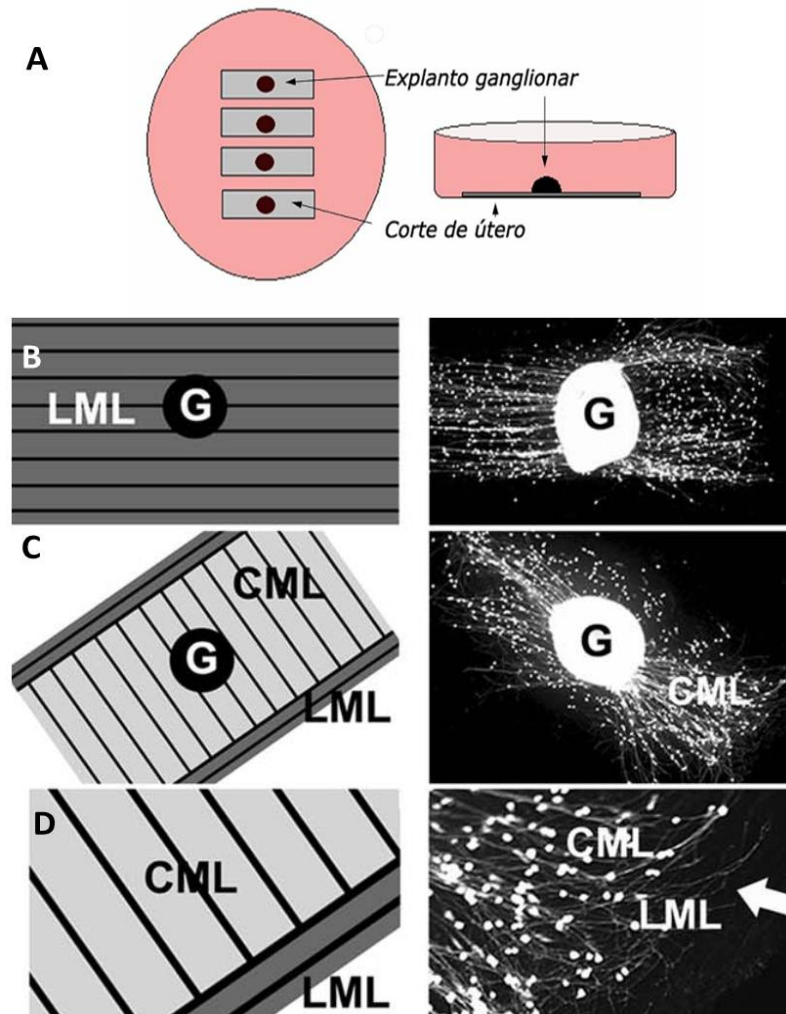 A
Explanto ganglionar
Corte de útero
B
LML
G
G
C
CML
G
LML
G
CML
D
CML
LML
CML
LML